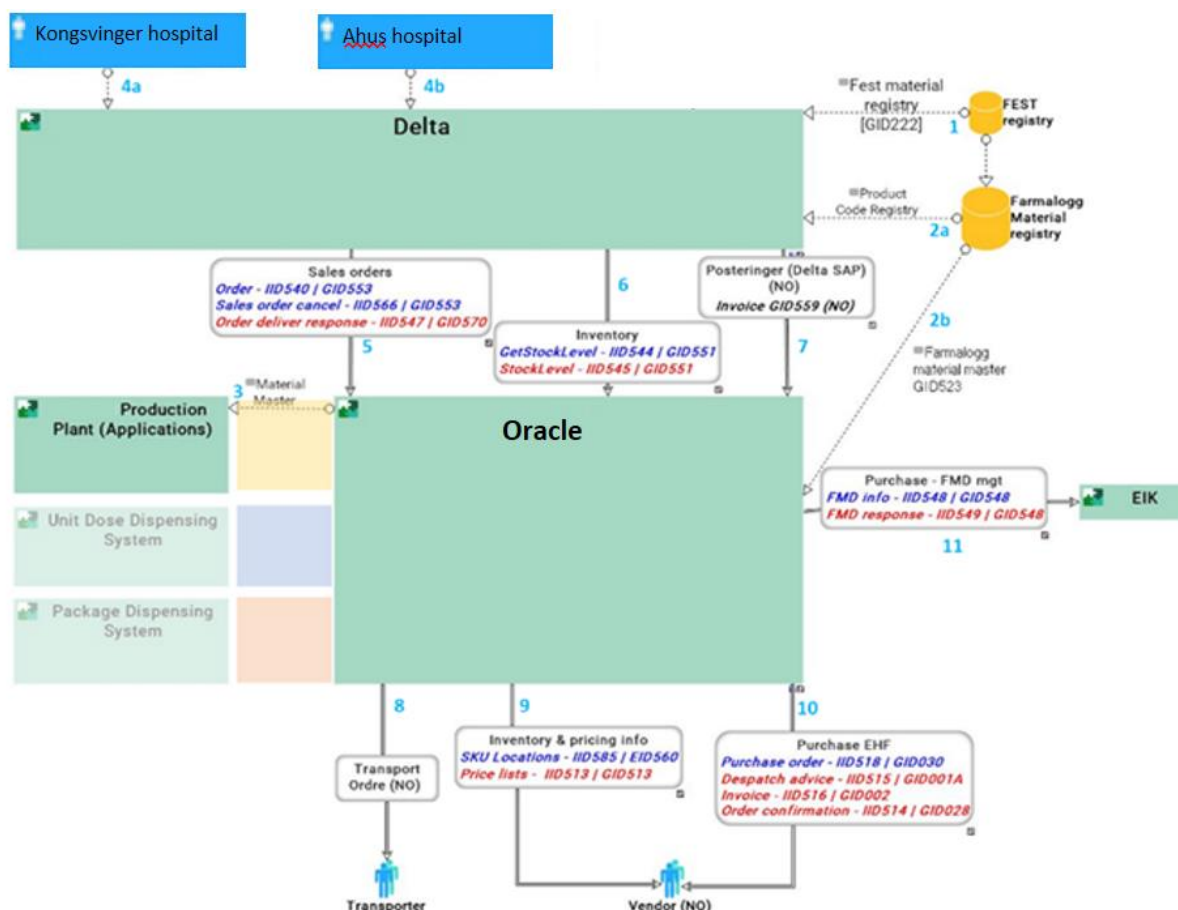 Kongsvinger hospital
Ahus hospital
4a
4b
Delta
Fest material
registry
[GID222]
1
FEST
registry
Product
Code Registry
2a
Farmalogg
Material
registry
Sales orders
Order - IID540 | GID553
Sales order cancel - IID566 | GID553
Order deliver response - IID547 | GID570
5
6
Inventory
GetStockLevel - IID544 | GID551
StockLevel - IID545 | GID551
Posteringer (Delta SAP)
(NO)
Invoice GID559 (NO)
7
2b
Farmalogg
material master
GID523
3
Material
Master
Production
Plant (Applications)
Unit Dose Dispensing
System
Package Dispensing
System
Oracle
Purchase - FMD mgt
FMD info - IID548 | GID548
FMD response - IID549 | GID548
11
EIK
8
Transport
Ordre (NO)
Transporter
9
Inventory & pricing info
SKU Locations - IID585 | EID560
Price lists - IID513 | GID513
10
Purchase EHF
Purchase order - IID518 | GID030
Despatch advice - IID515 | GID001A
Invoice - IID516 | GID002
Order confirmation - IID514 | GID028
Vendor (NO)